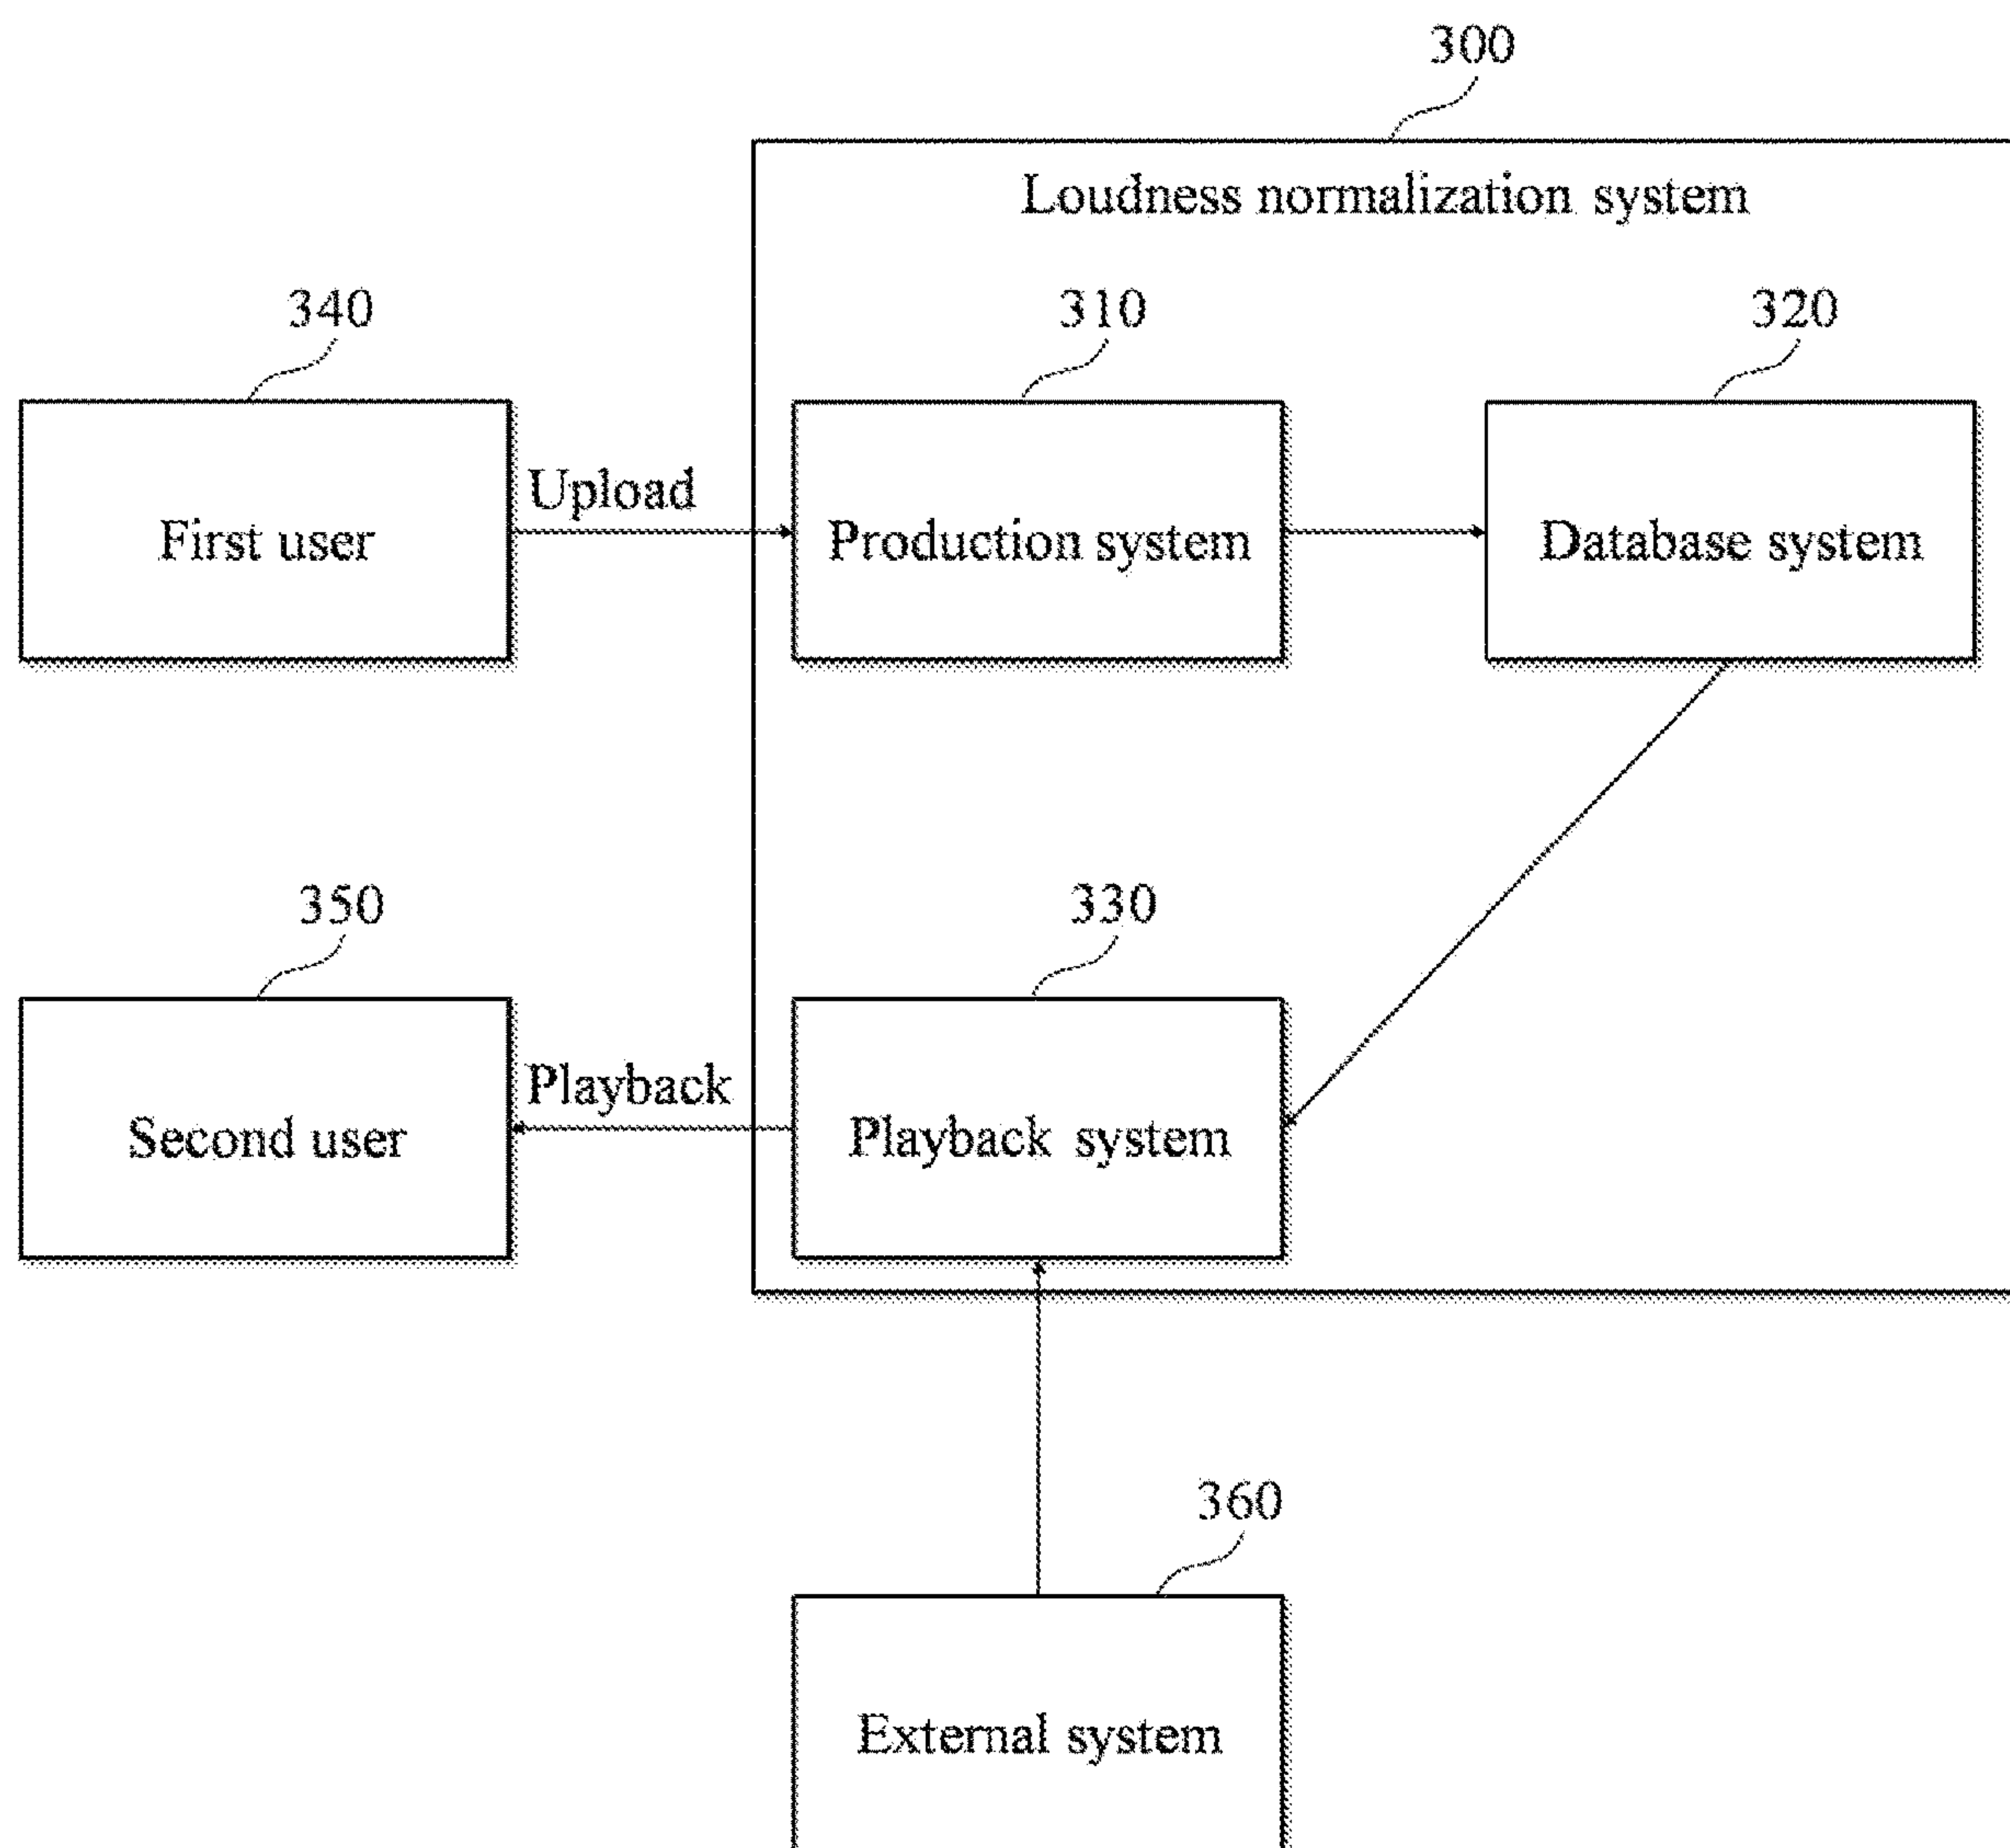 300
Loudness normalization system
340
310
320
First user
Upload
Production system
Database system
350
330
Second user
Playback
Playback system
360
External system